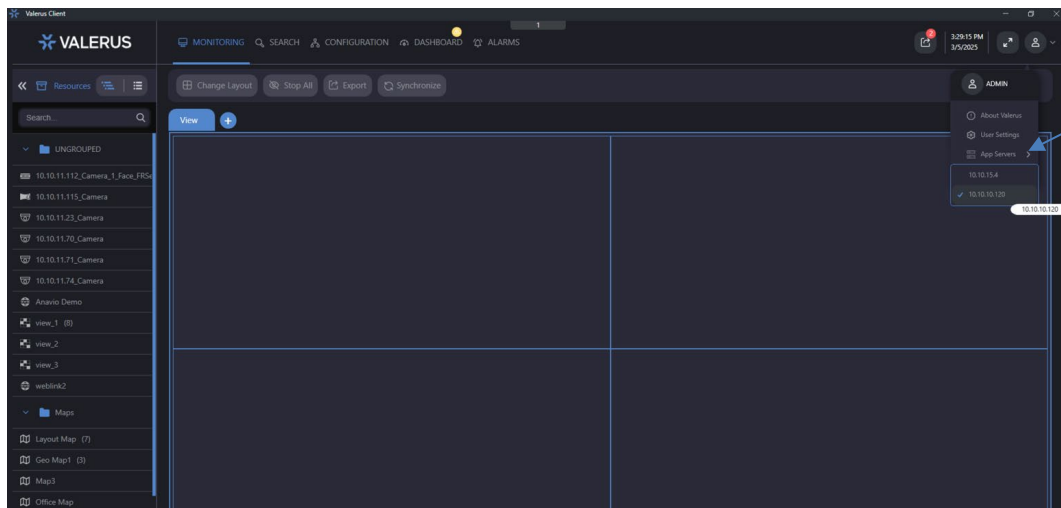 Valerus Client
VALERUS
MONITORING SEARCH CONFIGURATION DASHBOARD ALARMS
1
2
3:29:15 PM
3/5/2025
Resources
Change Layout Stop All Export Synchronize
ADMIN
Search...
View
About Valerus
User Settings
App Servers
10.10.15.4
10.10.10.120
10.10.10.120
UNGROUPED
10.10.11.112_Camera_1_Face_FRSe
10.10.11.115_Camera
10.10.11.23_Camera
10.10.11.70_Camera
10.10.11.71_Camera
10.10.11.74_Camera
Anavio Demo
view_1 (8)
view_2
view_3
weblink2
Maps
Layout Map (7)
Geo Map1 (3)
Map3
Office Map